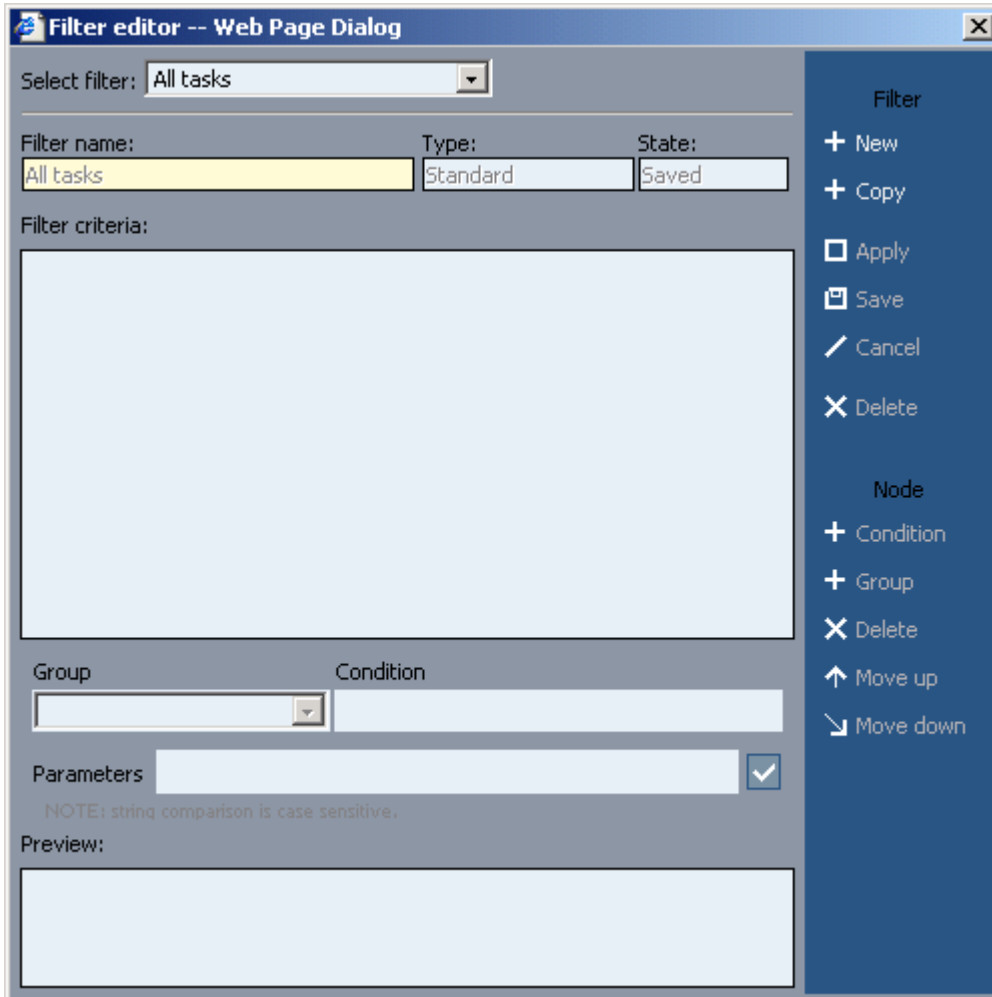 Filter editor -- Web Page Dialog
Select filter: All tasks
Filter name: Type: State:
All tasks Standard Saved
Filter criteria:
Group Condition
Parameters
NOTE: string comparison is case sensitive.
Preview:
Filter
New
Copy
Apply
Save
Cancel
Delete
Node
Condition
Group
Delete
Move up
Move down